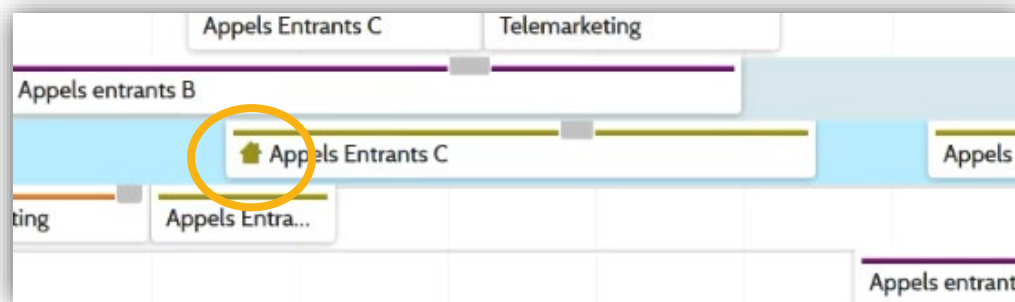 Appels Entrants C
Telemarketing
Appels entrants B
Appels Entrants C
Appels
ting
Appels Entra...
Appels entrant